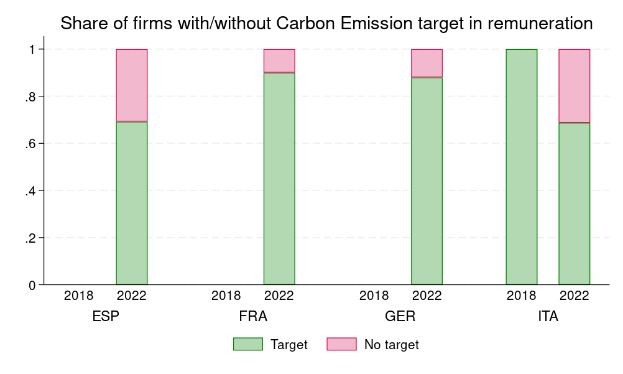 Share of firms with/without Carbon Emission target in remuneration
1
.8
.6
.4
.2
0
2018 2022 2018 2022 2018 2022 2018 2022
ESP FRA GER ITA
Target No target